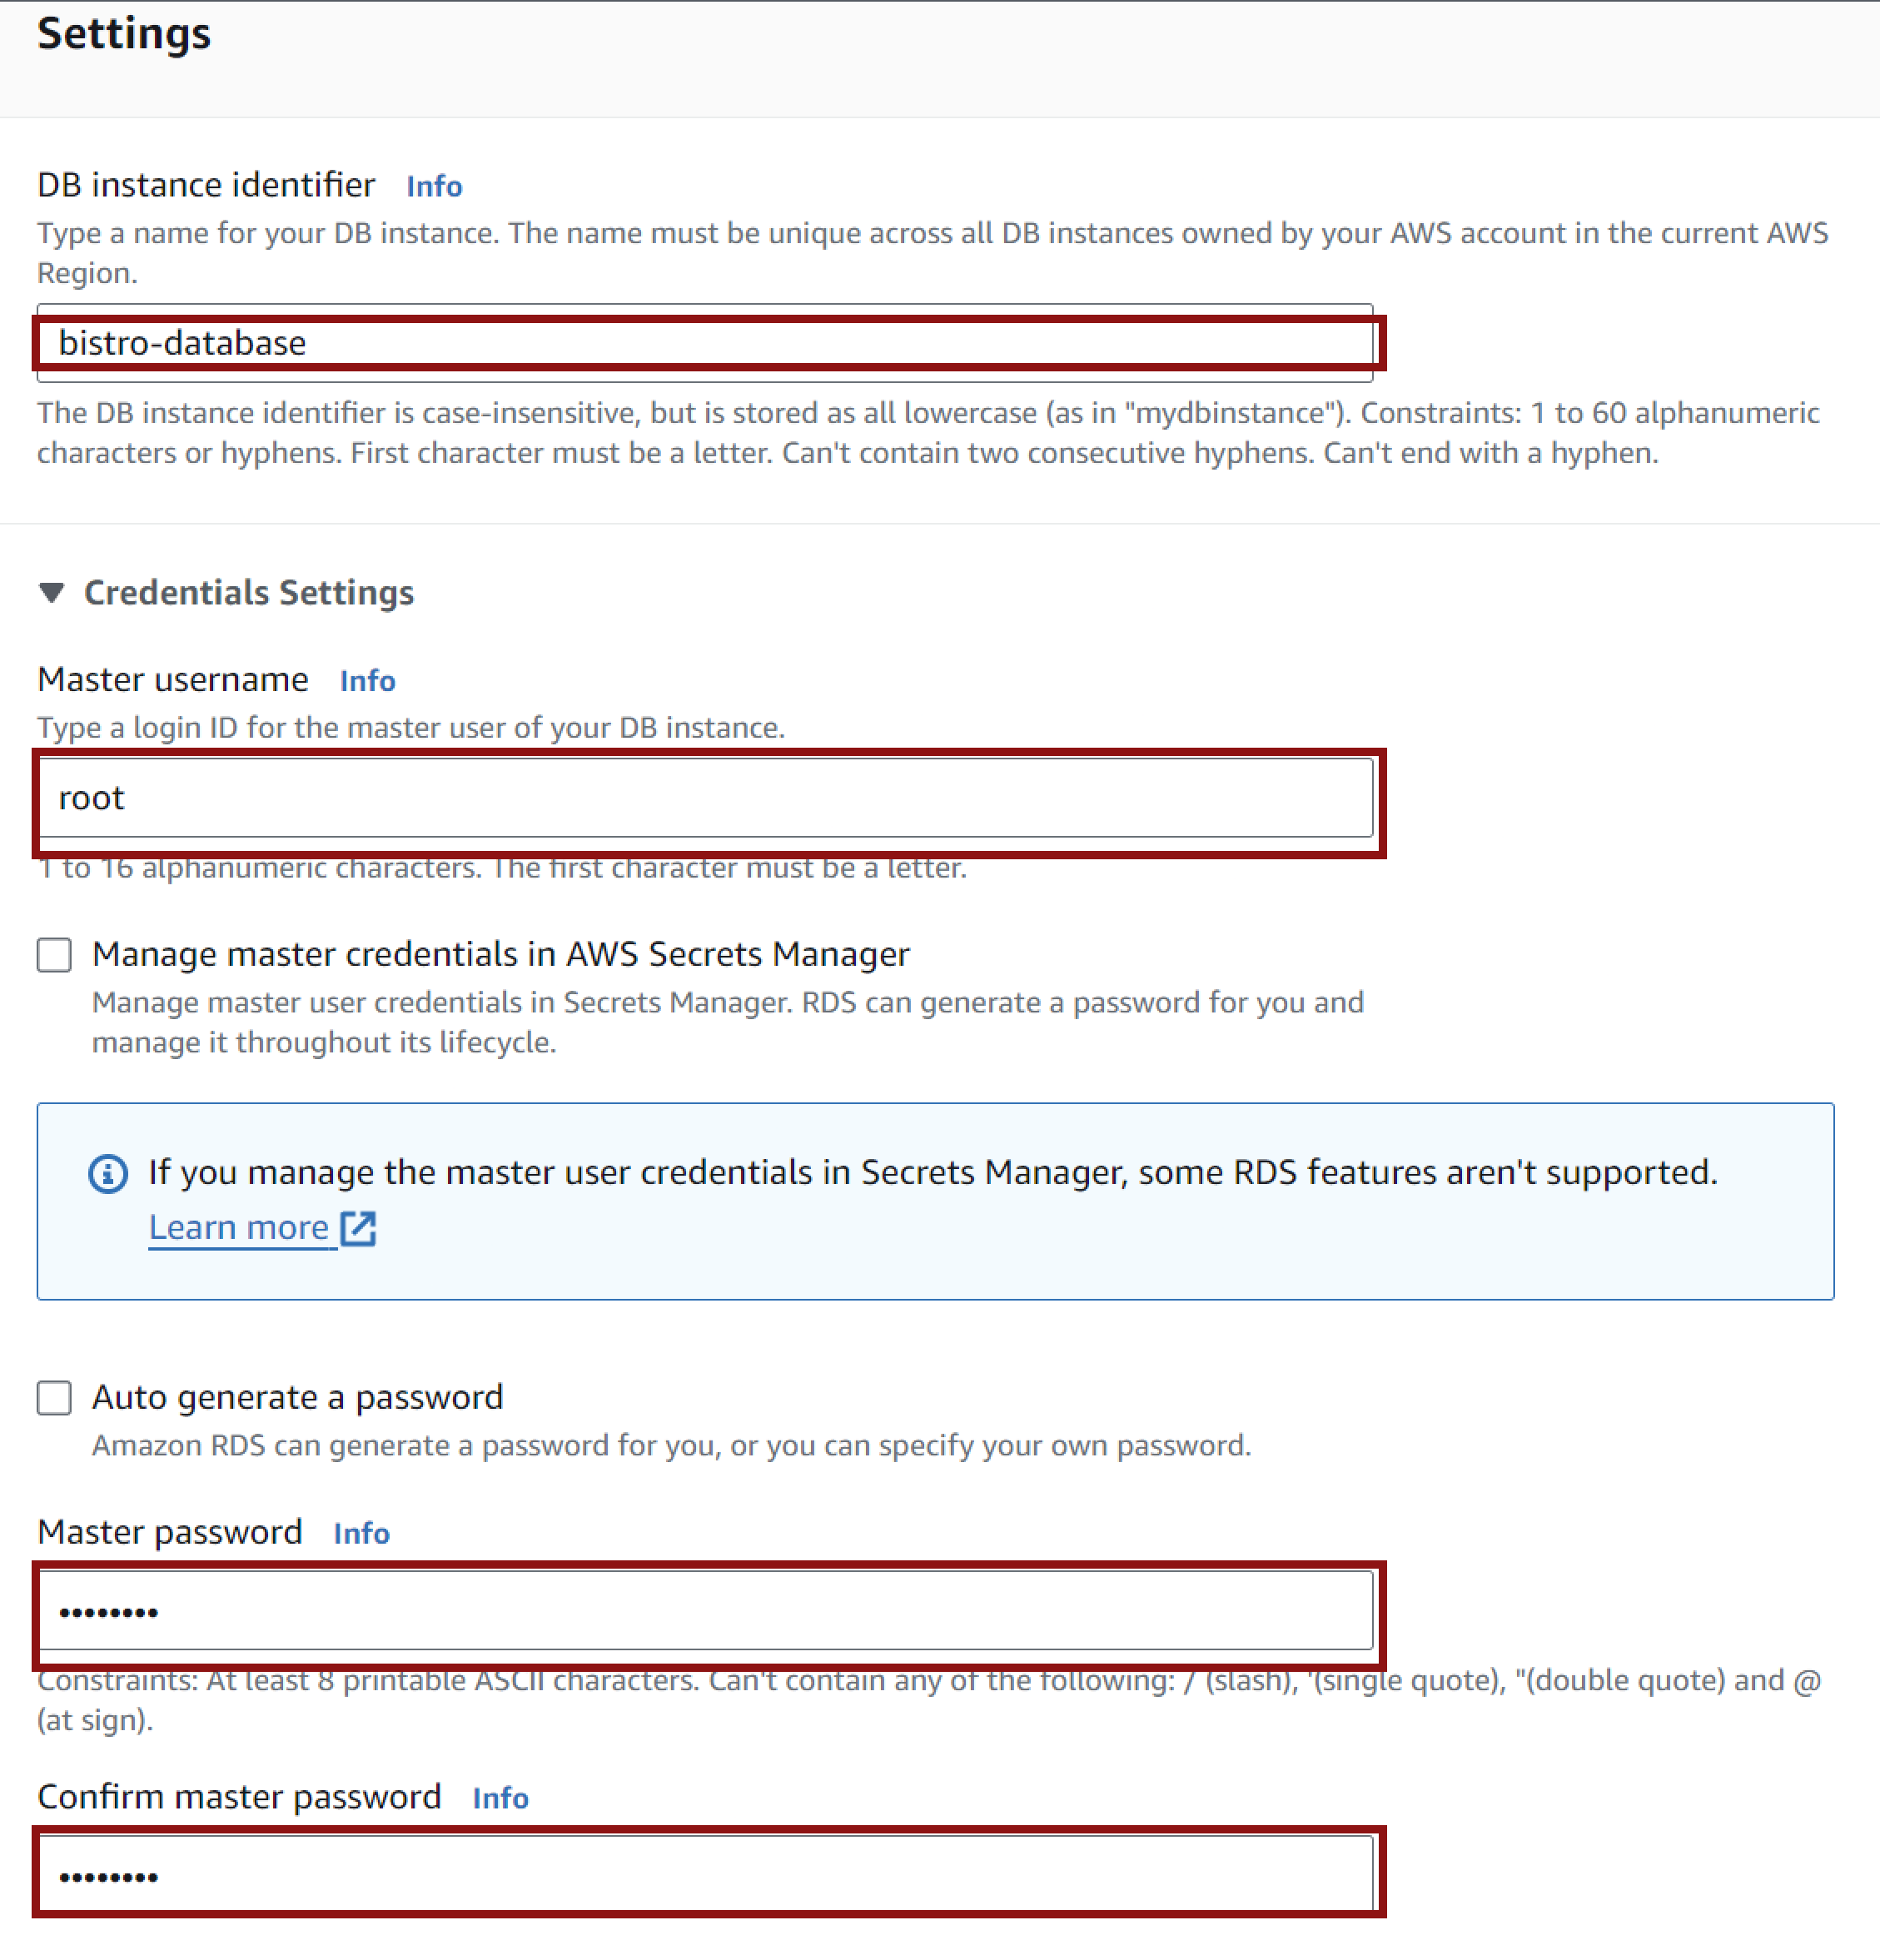 Settings
DB instance identifier Info
Type a name for your DB instance. The name must be unique across all DB instances owned by your AWS account in the current AWS
Region.
bistro-database
The DB instance identifier is case-insensitive, but is stored as all lowercase (as in "mydbinstance"). Constraints: 1 to 60 alphanumeric
characters or hyphens. First character must be a letter. Can't contain two consecutive hyphens. Can't end with a hyphen.
Credentials Settings
Master username Info
Type a login ID for the master user of your DB instance.
root
1 to 16 alphanumeric characters. The first character must be a letter.
Manage master credentials in AWS Secrets Manager
Manage master user credentials in Secrets Manager. RDS can generate a password for you and
manage it throughout its lifecycle.
If you manage the master user credentials in Secrets Manager, some RDS features aren't supported.
Learn more
Auto generate a password
Amazon RDS can generate a password for you, or you can specify your own password.
Master password Info
••••••••
Constraints: At least 8 printable ASCII characters. Can't contain any of the following: / (slash), '(single quote), "(double quote) and @
(at sign).
Confirm master password Info
••••••••